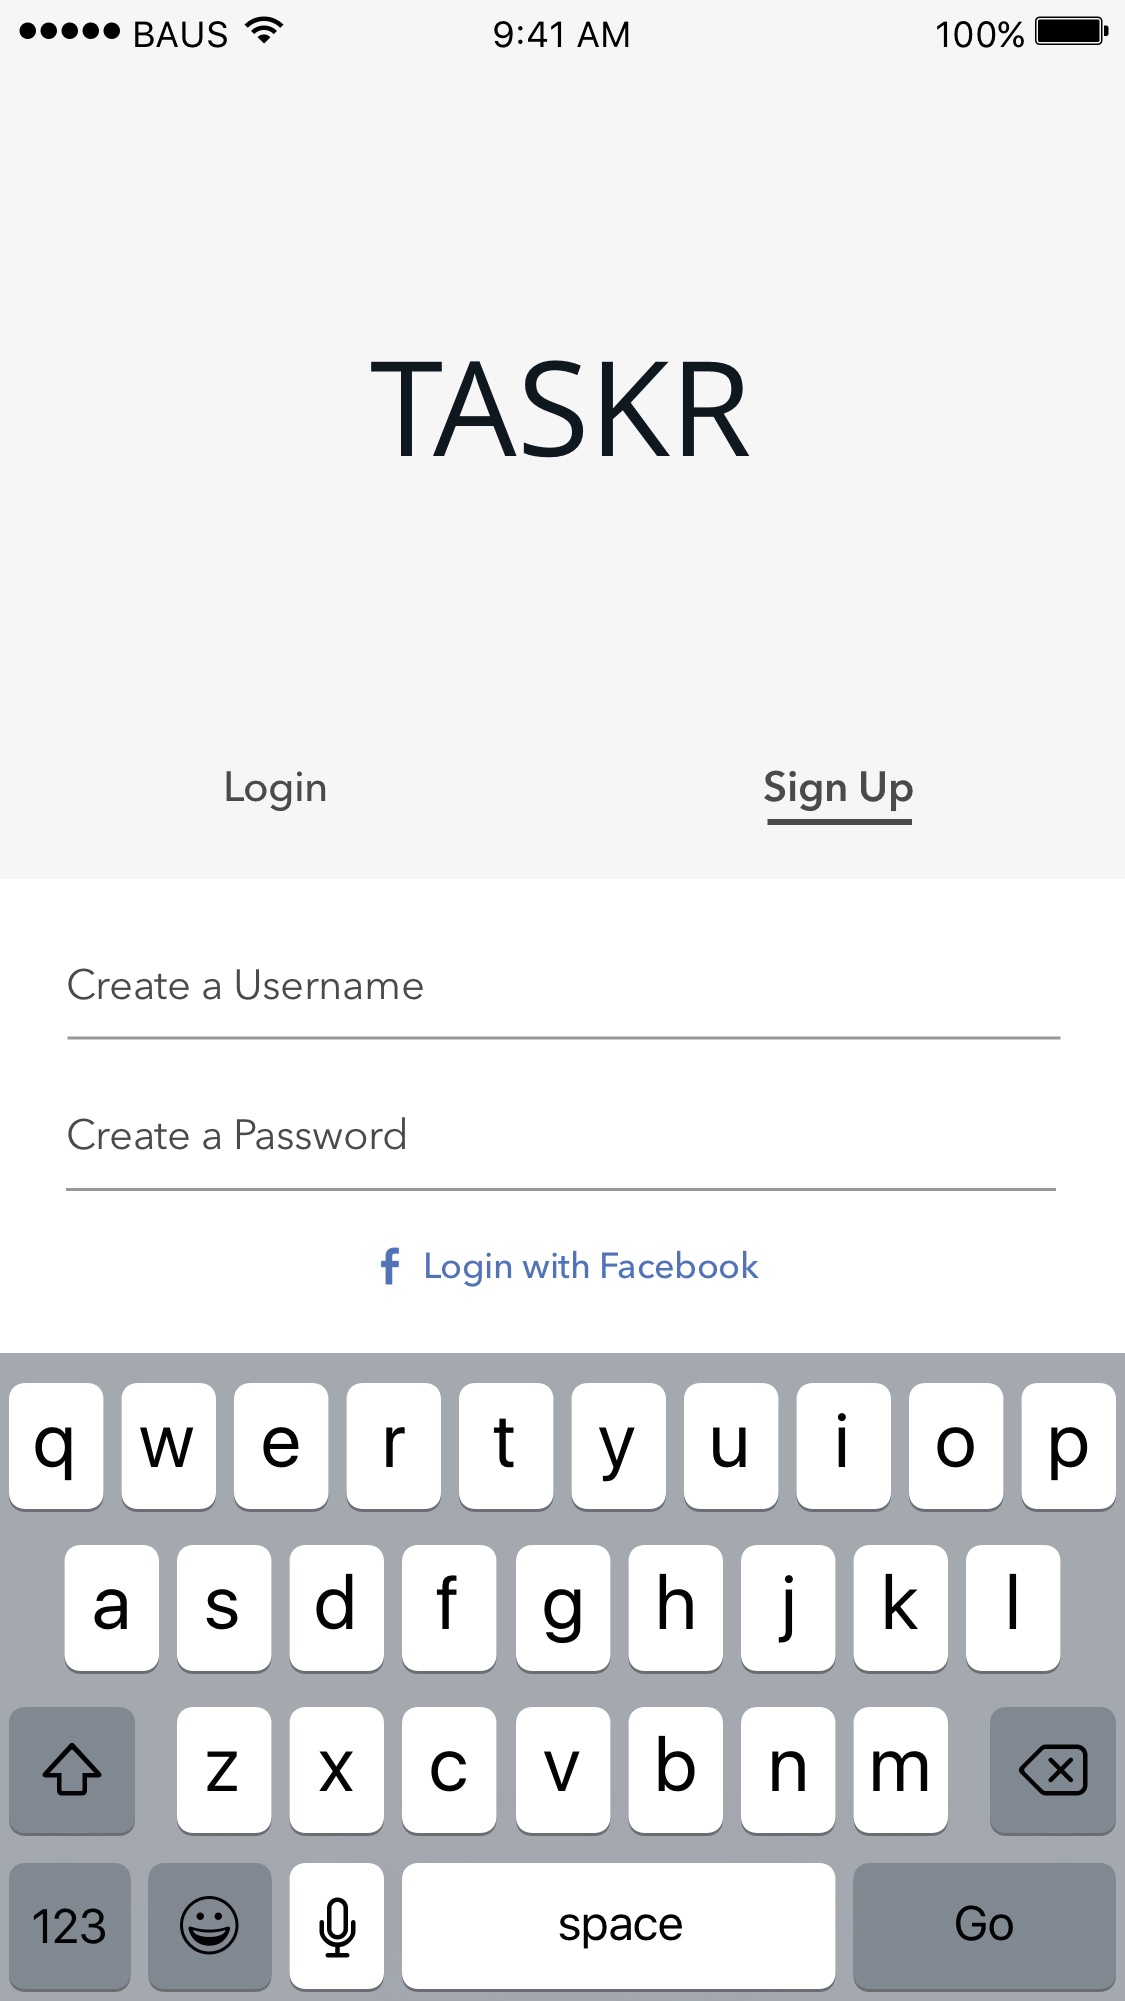 BAUS 9:41 AM 100%
TASKR
Login Sign Up
Create a Username
Create a Password
f Login with Facebook
q w e r t y u i o p
a s d f g h j k l
z x c v b n m
123 space Go